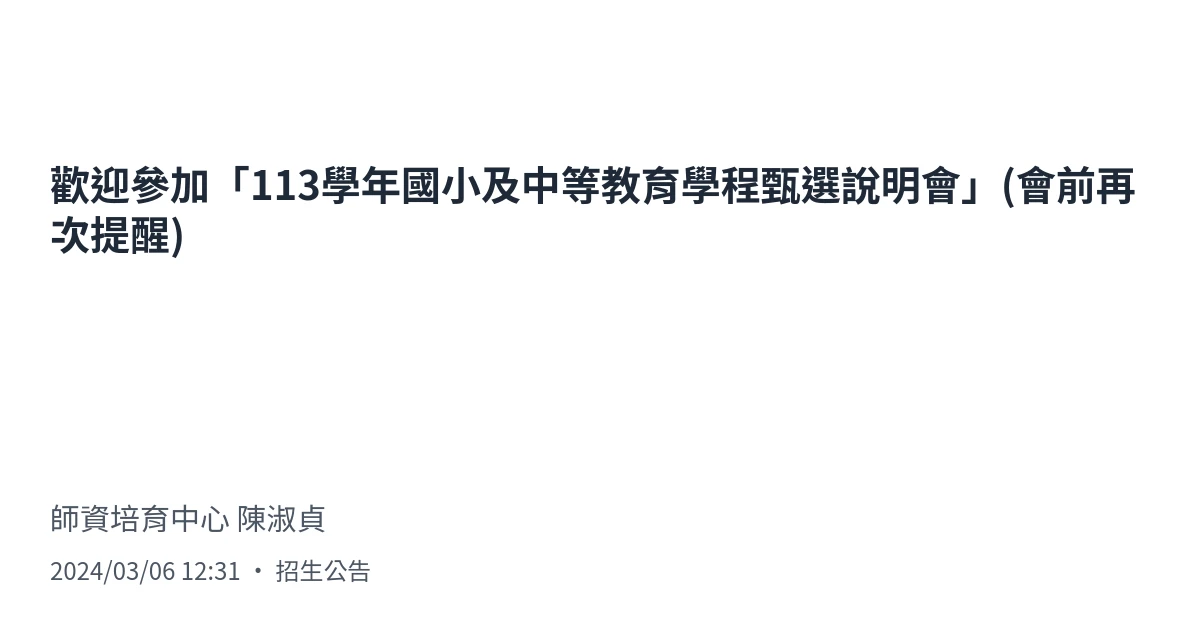 歡迎參加「113學年國小及中等教育學程甄選說明會」(會前再
次提醒)
師資培育中心 陳淑貞
2024/03/06 12:31 · 招生公告